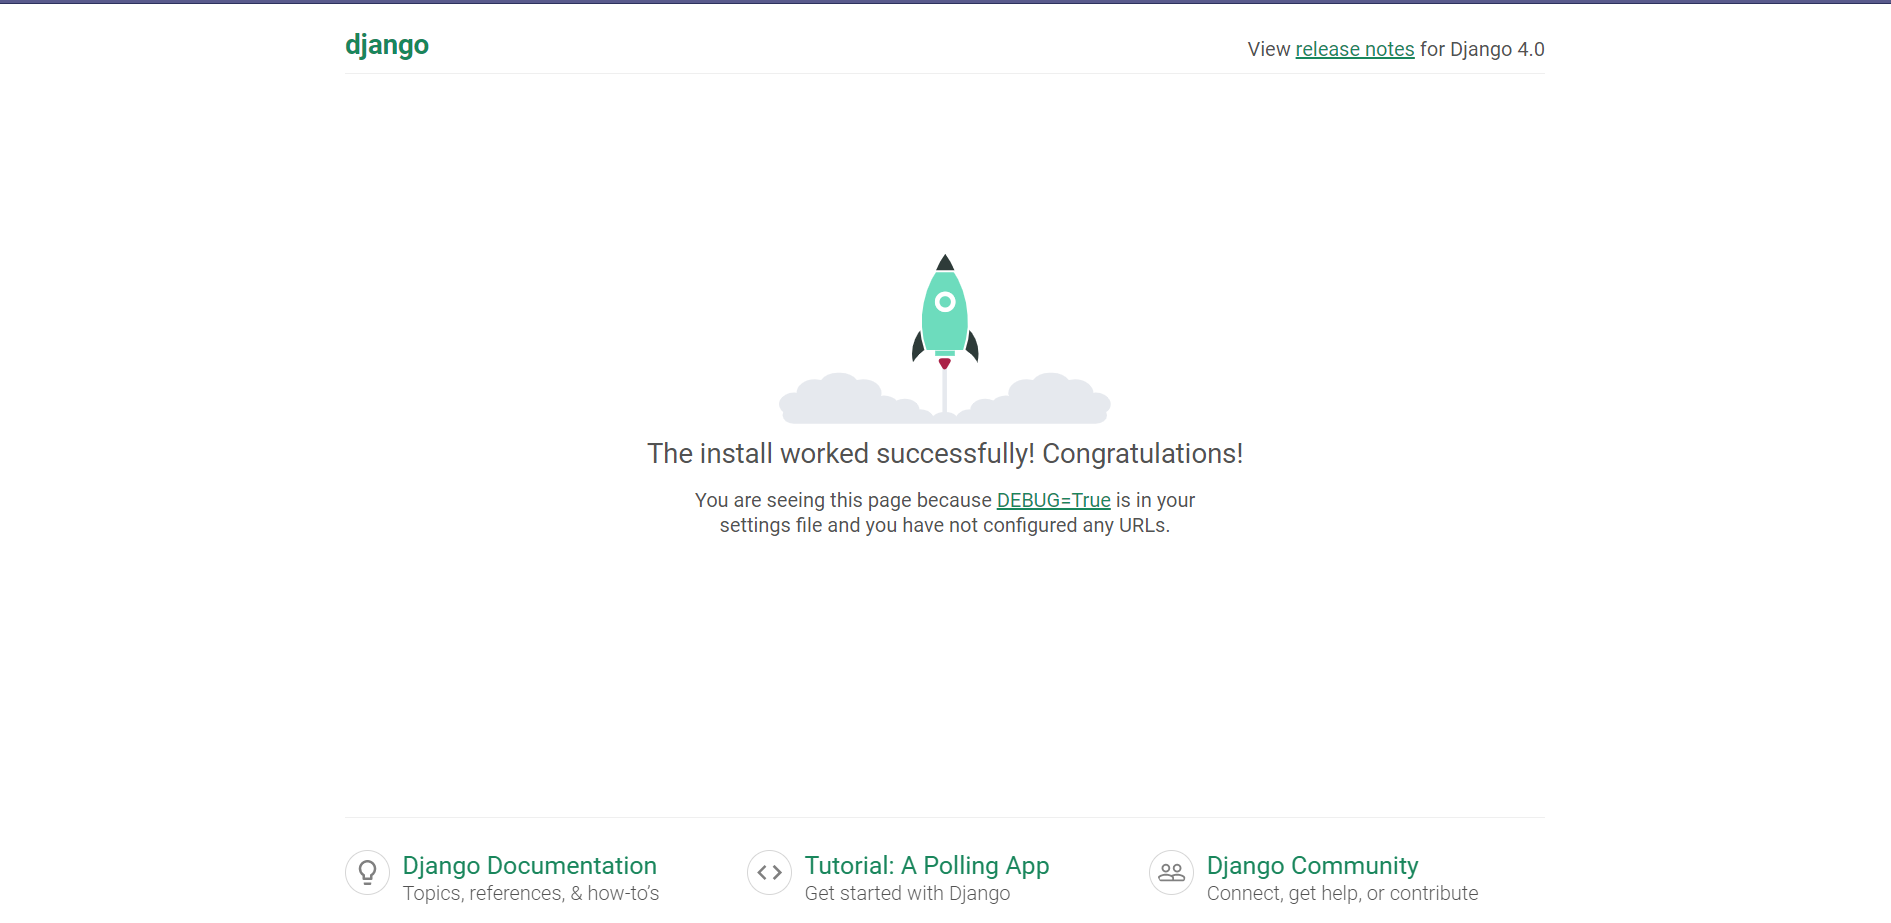 django
View release notes for Django 4.0
The install worked successfully! Congratulations!
You are seeing this page because DEBUG=True is in your
settings file and you have not configured any URLs.
Django Documentation
Topics, references, & how-to’s
Tutorial: A Polling App
Get started with Django
Django Community
Connect, get help, or contribute